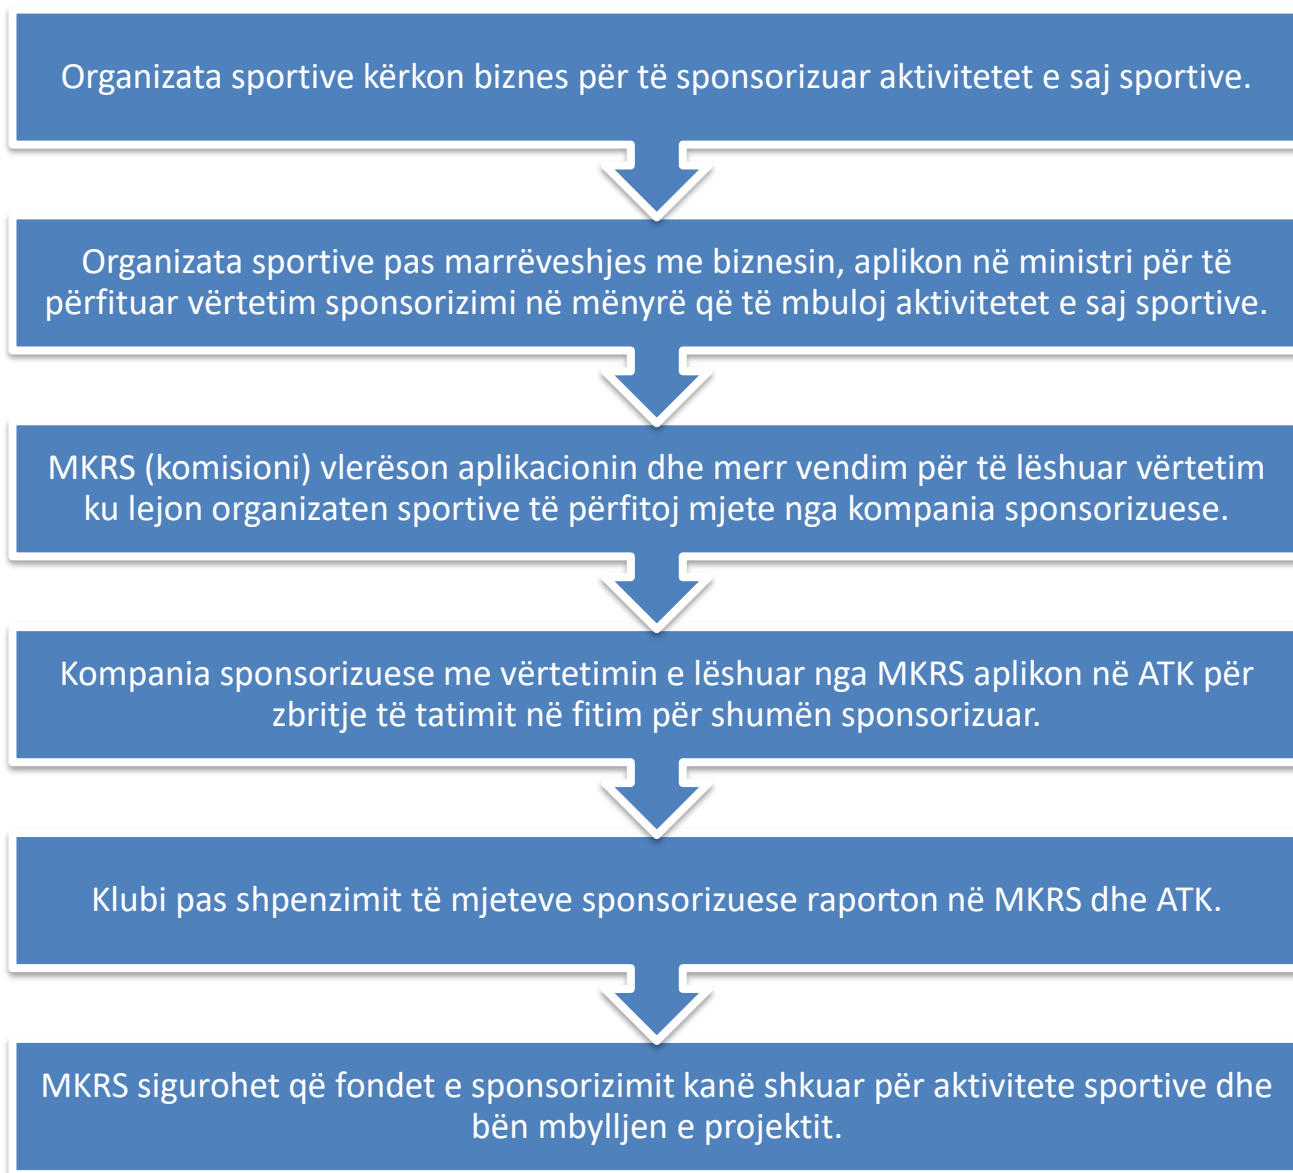 Organizata sportive kërkon biznes për të sponsorizuar aktivitetet e saj sportive.
Organizata sportive pas marrëveshjes me biznesin, aplikon në ministri për të
përfituar vërtetim sponsorizimi në mënyrë që të mbuloj aktivitetet e saj sportive.
MKRS (komisioni) vlerëson aplikacionin dhe merr vendim për të lëshuar vërtetim
ku lejon organizaten sportive të përfitoj mjete nga kompania sponsorizuese.
Kompania sponsorizuese me vërtetimin e lëshuar nga MKRS aplikon në ATK për
zbritje të tatimit në fitim për shumën sponsorizuar.
Klubi pas shpenzimit të mjeteve sponsorizuese raporton në MKRS dhe ATK.
MKRS sigurohet që fondet e sponsorizimit kanë shkuar për aktivitete sportive dhe
bën mbylljen e projektit.